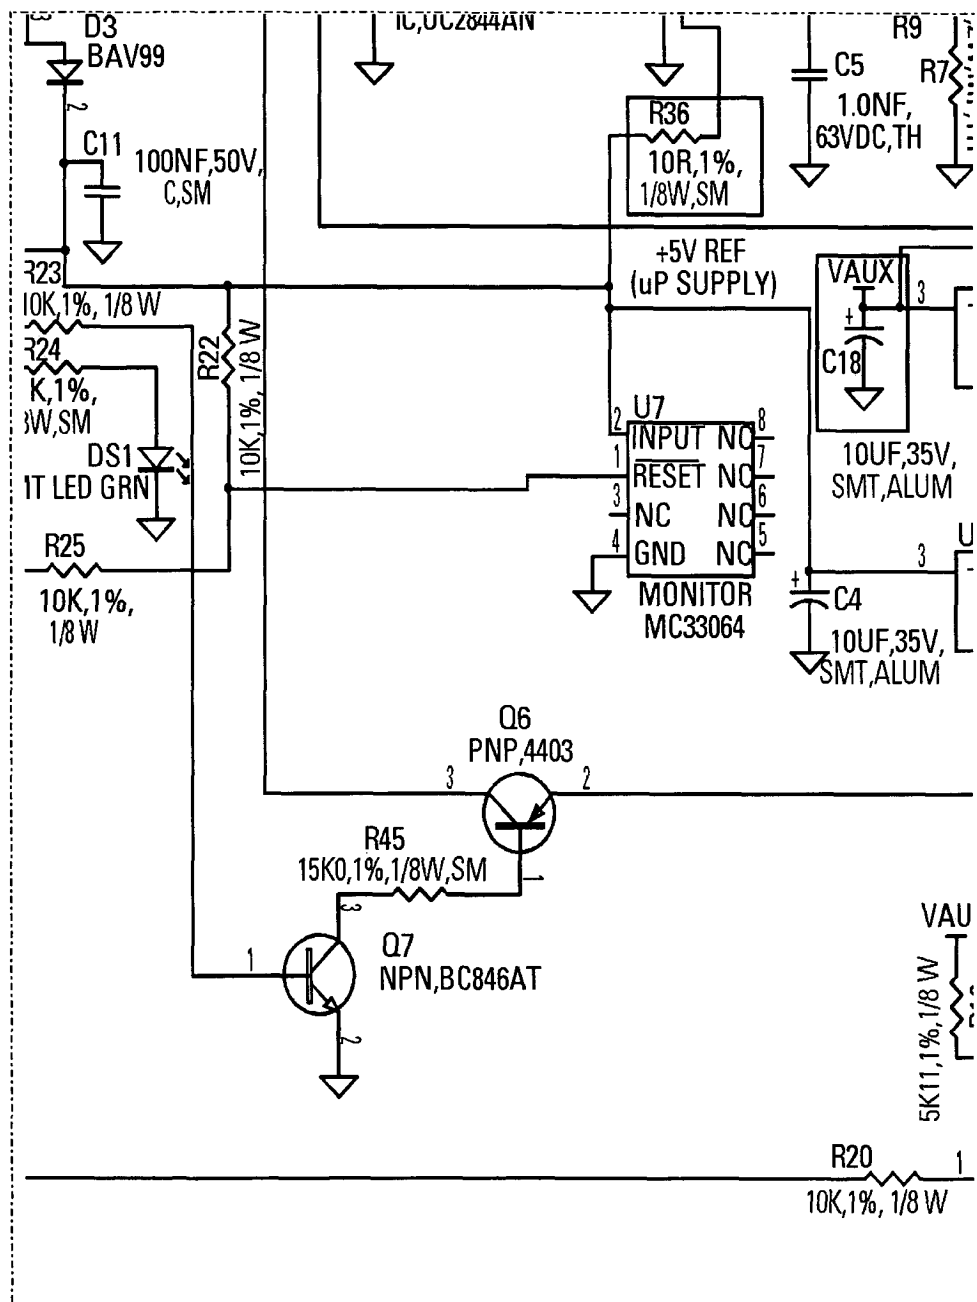 3
D3
BAV99
2
C11
100NF,50V,
C,SM
IC,UC2844AN
R36
10R,1%,
1/8W,SM
C5
1.0NF,
63VDC,TH
R9
R7
+5V REF
(uP SUPPLY)
VAUX
3
+
C18
10UF,35V,
SMT,ALUM
R23
10K,1%, 1/8 W
R24
K,1%,
W,SM
R22
10K,1%, 1/8 W
DS1
T LED GRN
U7
2 INPUT NC 8
1 RESET NC 7
3 NC NC 6
4 GND NC 5
MONITOR
MC33064
R25
10K,1%,
1/8 W
U
3
+
C4
10UF,35V,
SMT,ALUM
Q6
PNP,4403
3
2
1
R45
15K0,1%,1/8W,SM
3
Q7
NPN,BC846AT
1
2
VAU
5K11,1%,1/8 W
R20
1
10K,1%, 1/8 W